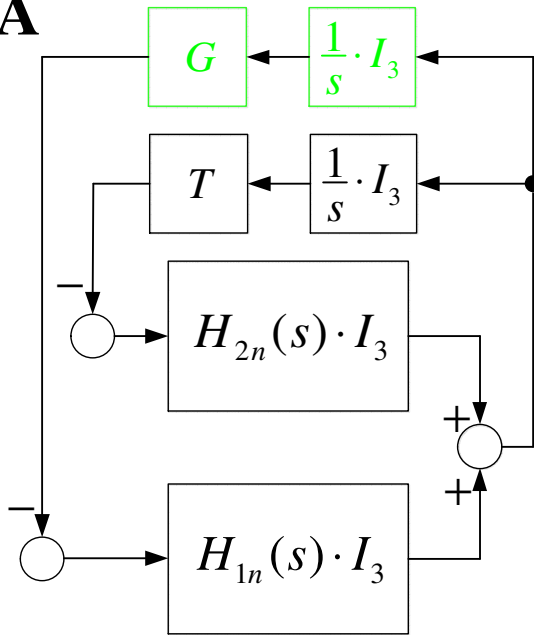 A
G
1/s · I₃
T
1/s · I₃
−
H₂ₙ(s) · I₃
+
−
+
H₁ₙ(s) · I₃